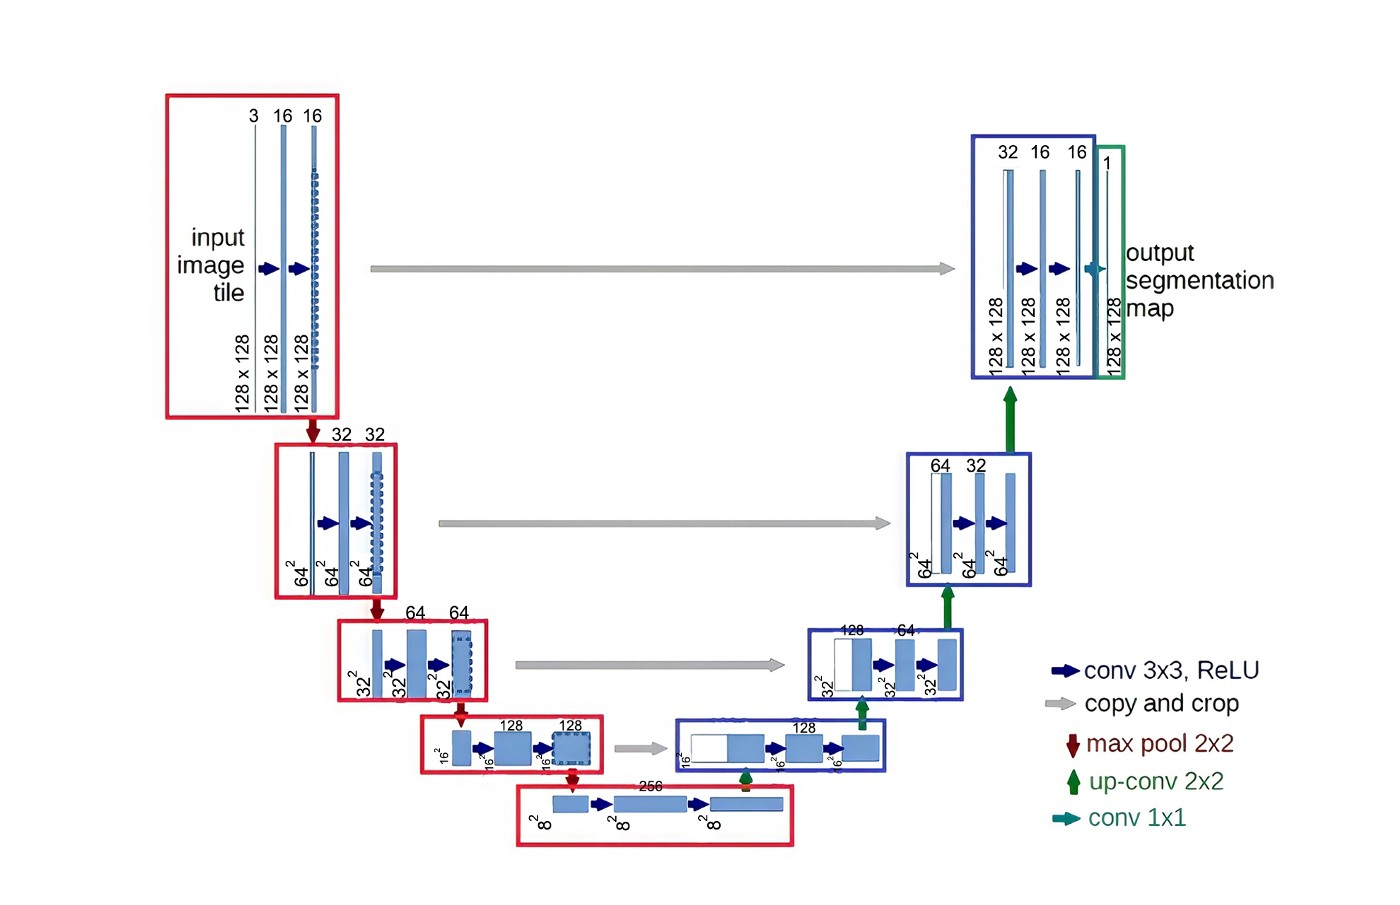 3 16 16
input
image
tile
128 x 128 128 x 128 128 x 128
32 16 16 1
output
segmentation
map
128 x 128 128 x 128 128 x 128 128 x 128
32 32
64² 64² 64²
64 32
64² 64² 64²
64 64
32² 32² 32²
128 64
32² 32² 32²
128 128
16² 16² 16²
128
16² 16² 16²
256
8² 8² 8²
conv 3x3, ReLU
copy and crop
max pool 2x2
up-conv 2x2
conv 1x1